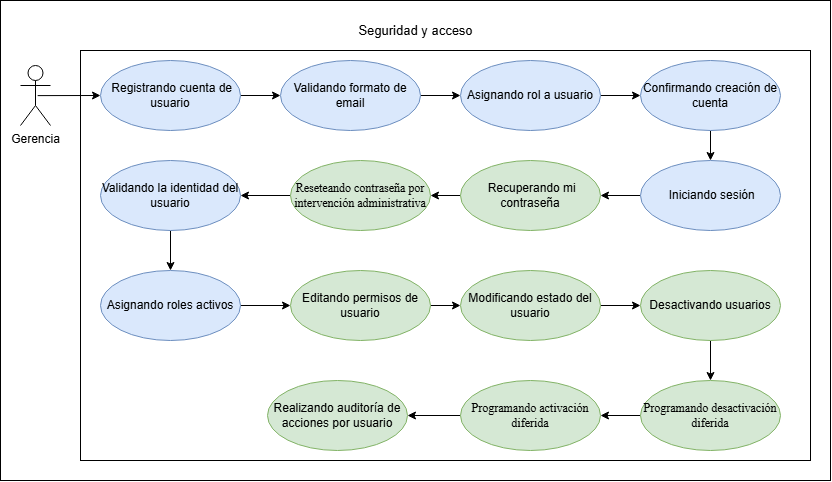 Seguridad y acceso
Gerencia
Registrando cuenta de
usuario
Validando formato de
email
Asignando rol a usuario
Confirmando creación de
cuenta
Validando la identidad del
usuario
Reseteando contraseña por
intervención administrativa
Recuperando mi
contraseña
Iniciando sesión
Asignando roles activos
Editando permisos de
usuario
Modificando estado del
usuario
Desactivando usuarios
Realizando auditoría de
acciones por usuario
Programando activación
diferida
Programando desactivación
diferida